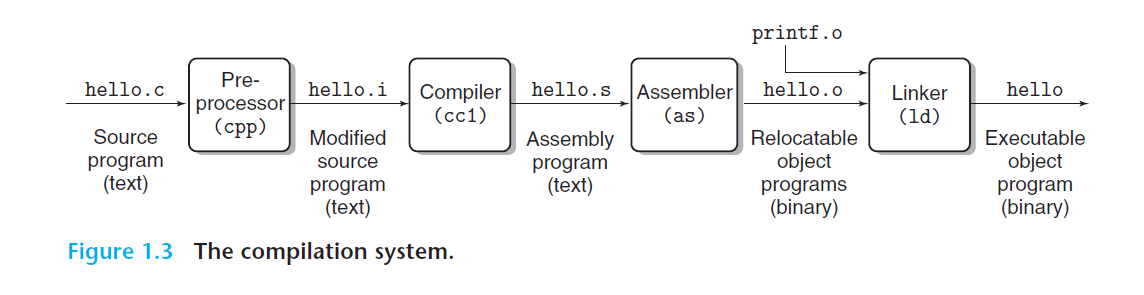 printf.o
hello.c
Pre-
processor
(cpp)
hello.i
Compiler
(cc1)
hello.s
Assembler
(as)
hello.o
Linker
(ld)
hello
Source
program
(text)
Modified
source
program
(text)
Assembly
program
(text)
Relocatable
object
programs
(binary)
Executable
object
program
(binary)
Figure 1.3 The compilation system.